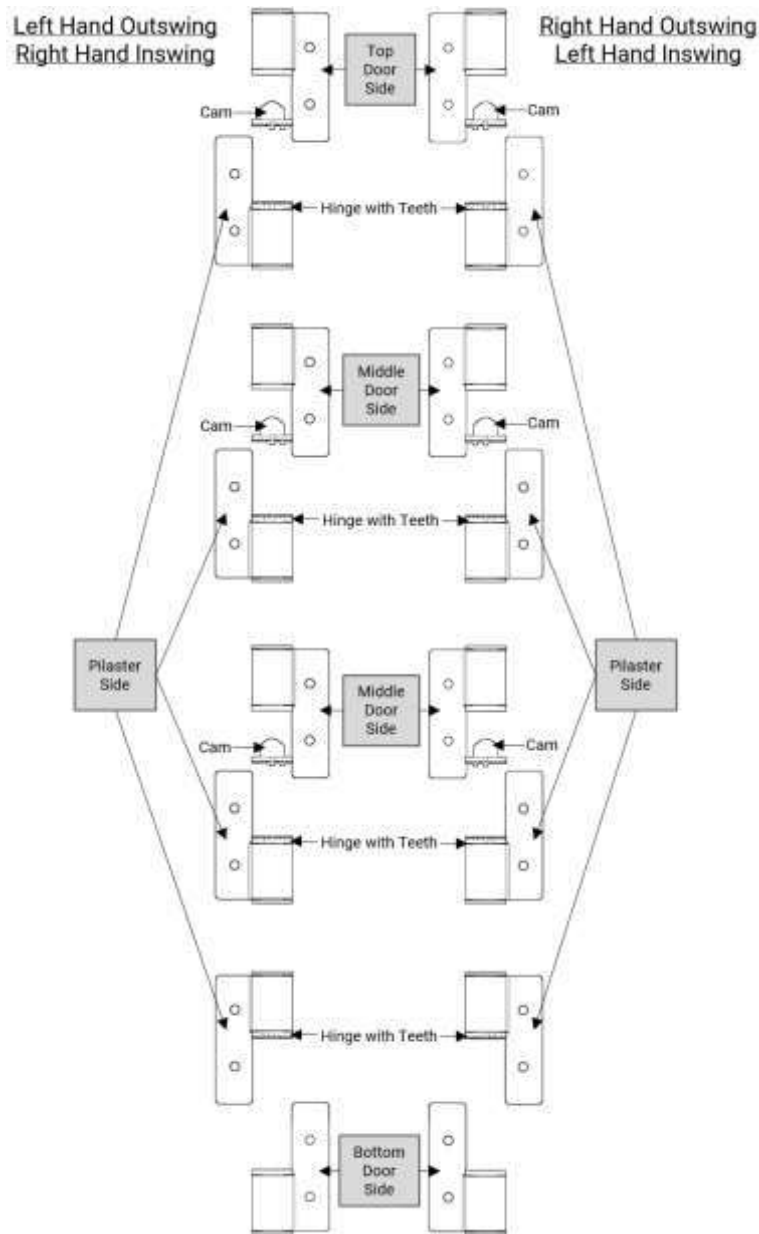 Left Hand Outswing
Right Hand Inswing
Right Hand Outswing
Left Hand Inswing
Top
Door
Side
Cam
Cam
Hinge with Teeth
Middle
Door
Side
Cam
Cam
Hinge with Teeth
Pilaster
Side
Pilaster
Side
Middle
Door
Side
Cam
Cam
Hinge with Teeth
Hinge with Teeth
Bottom
Door
Side